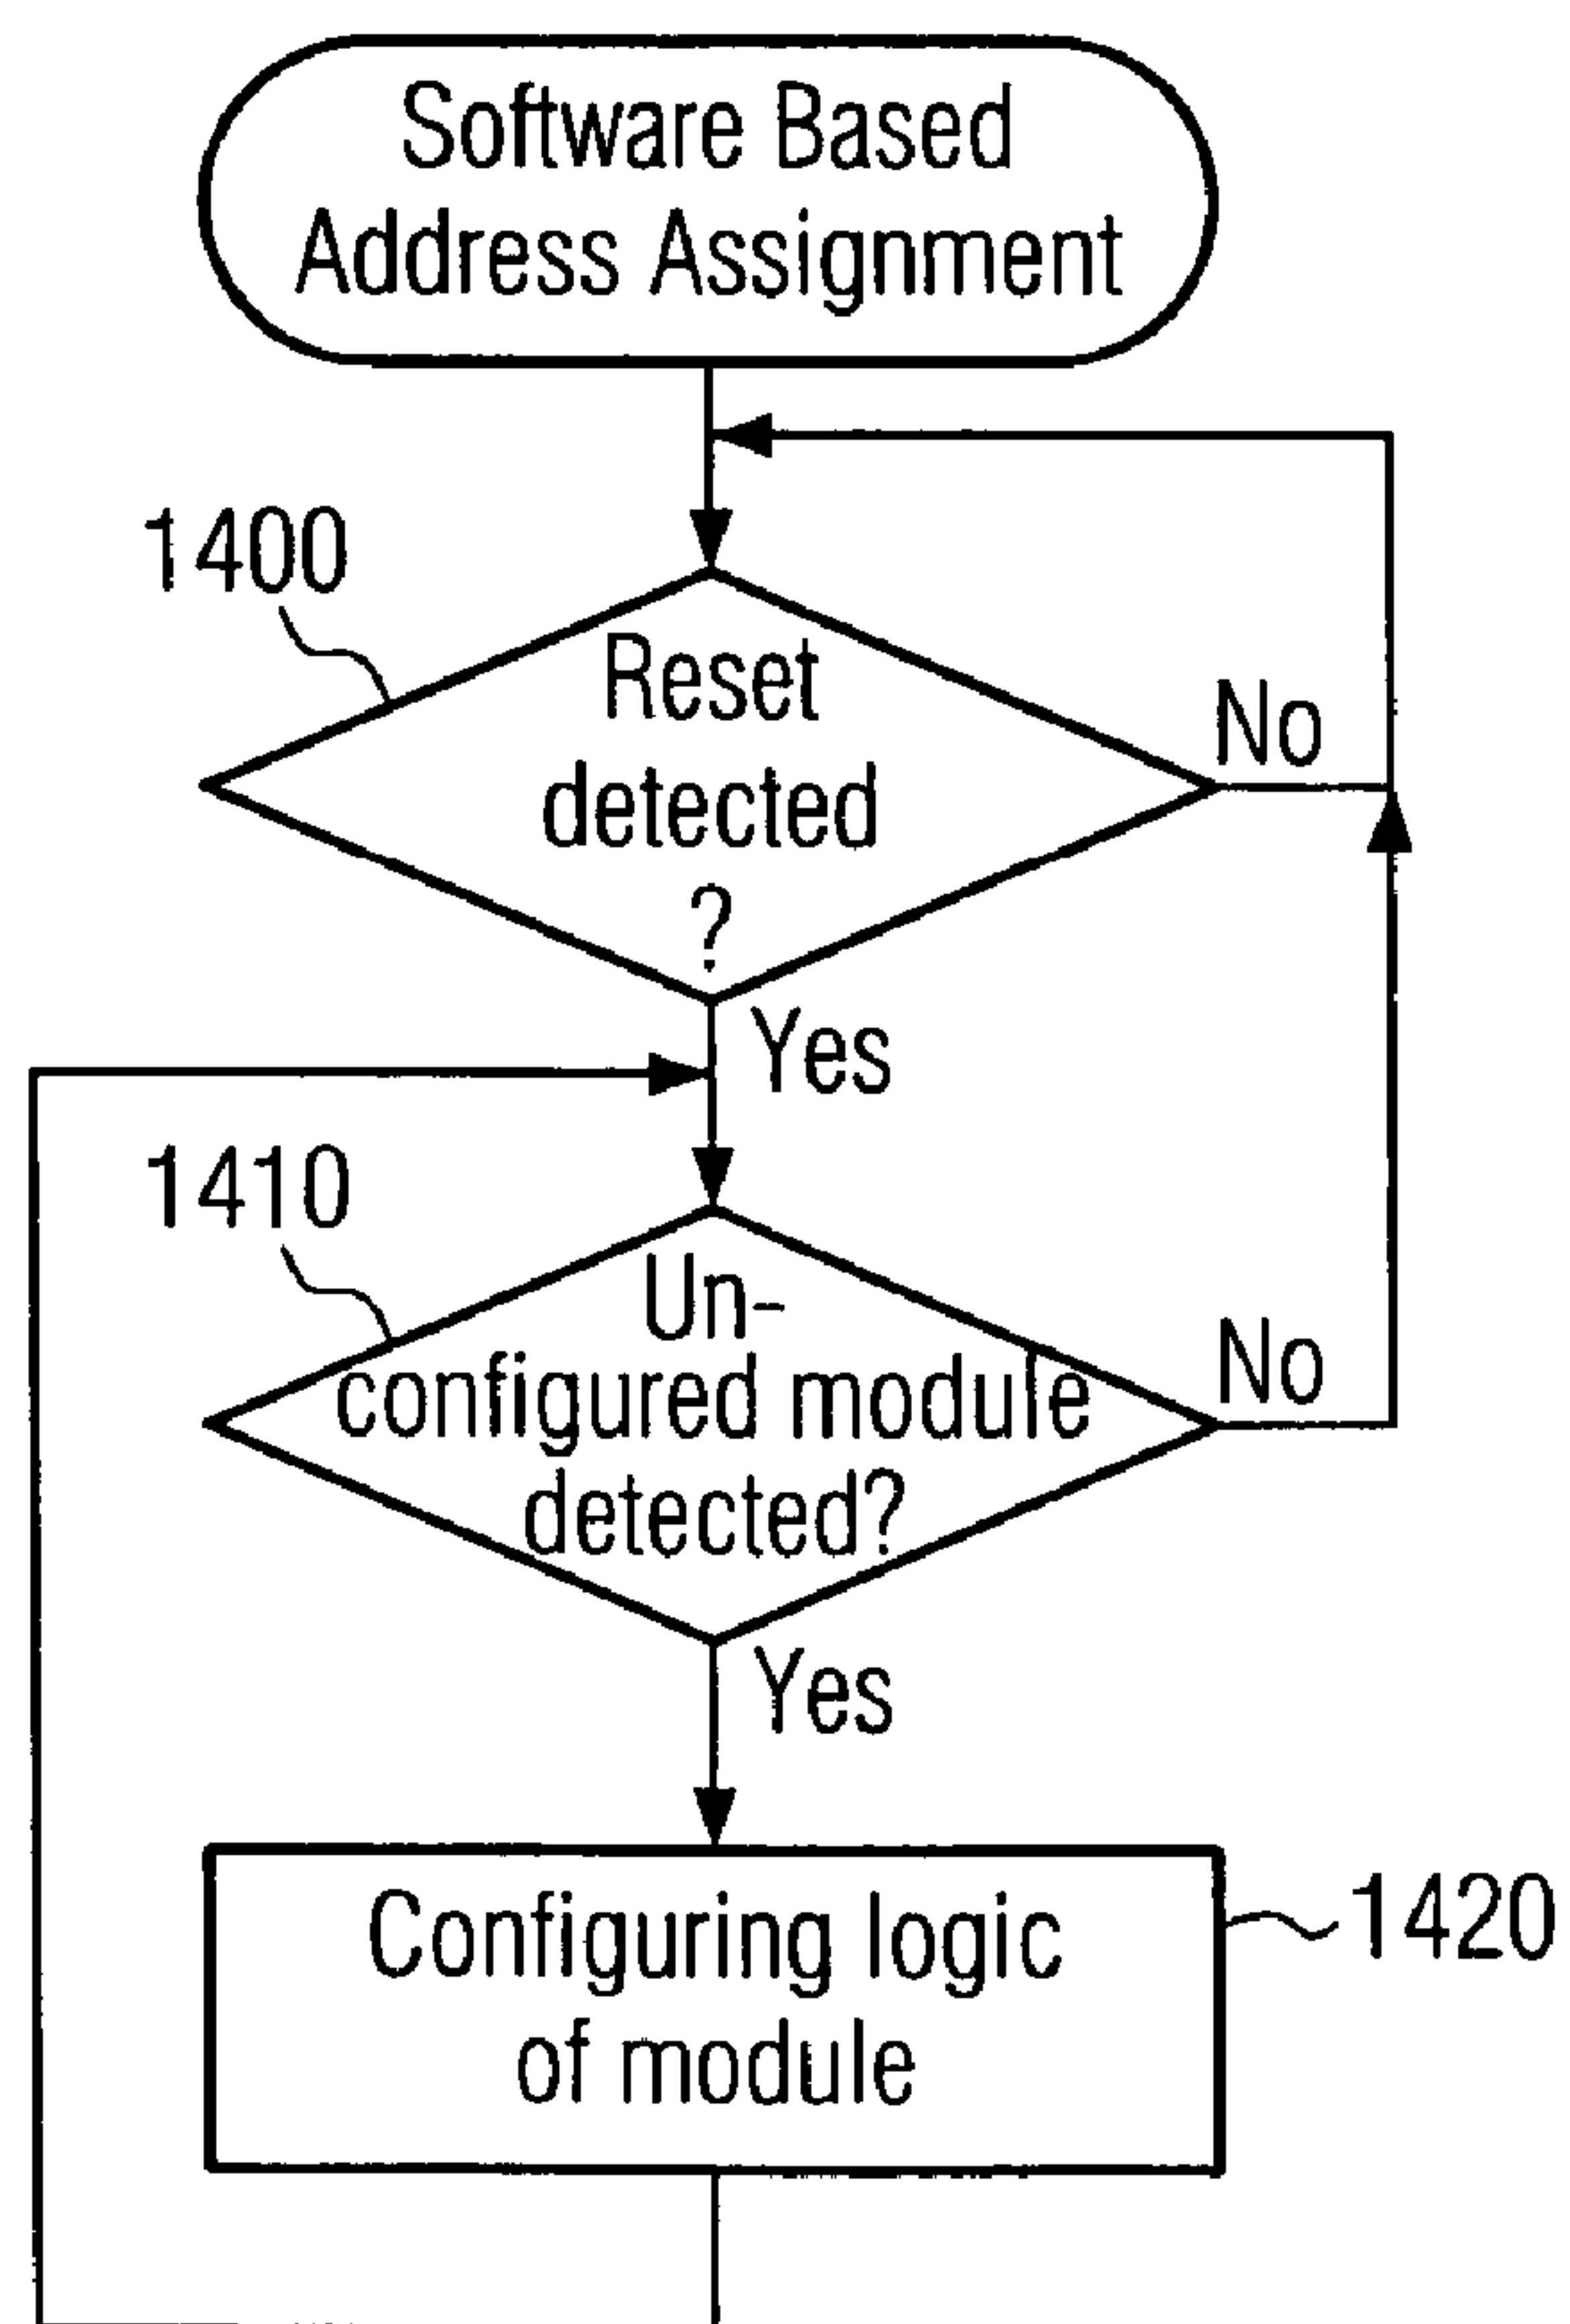 Software Based
Address Assignment
1400
Reset
detected
?
No
Yes
1410
Un-
configured module
detected?
No
Yes
Configuring logic
of module
1420